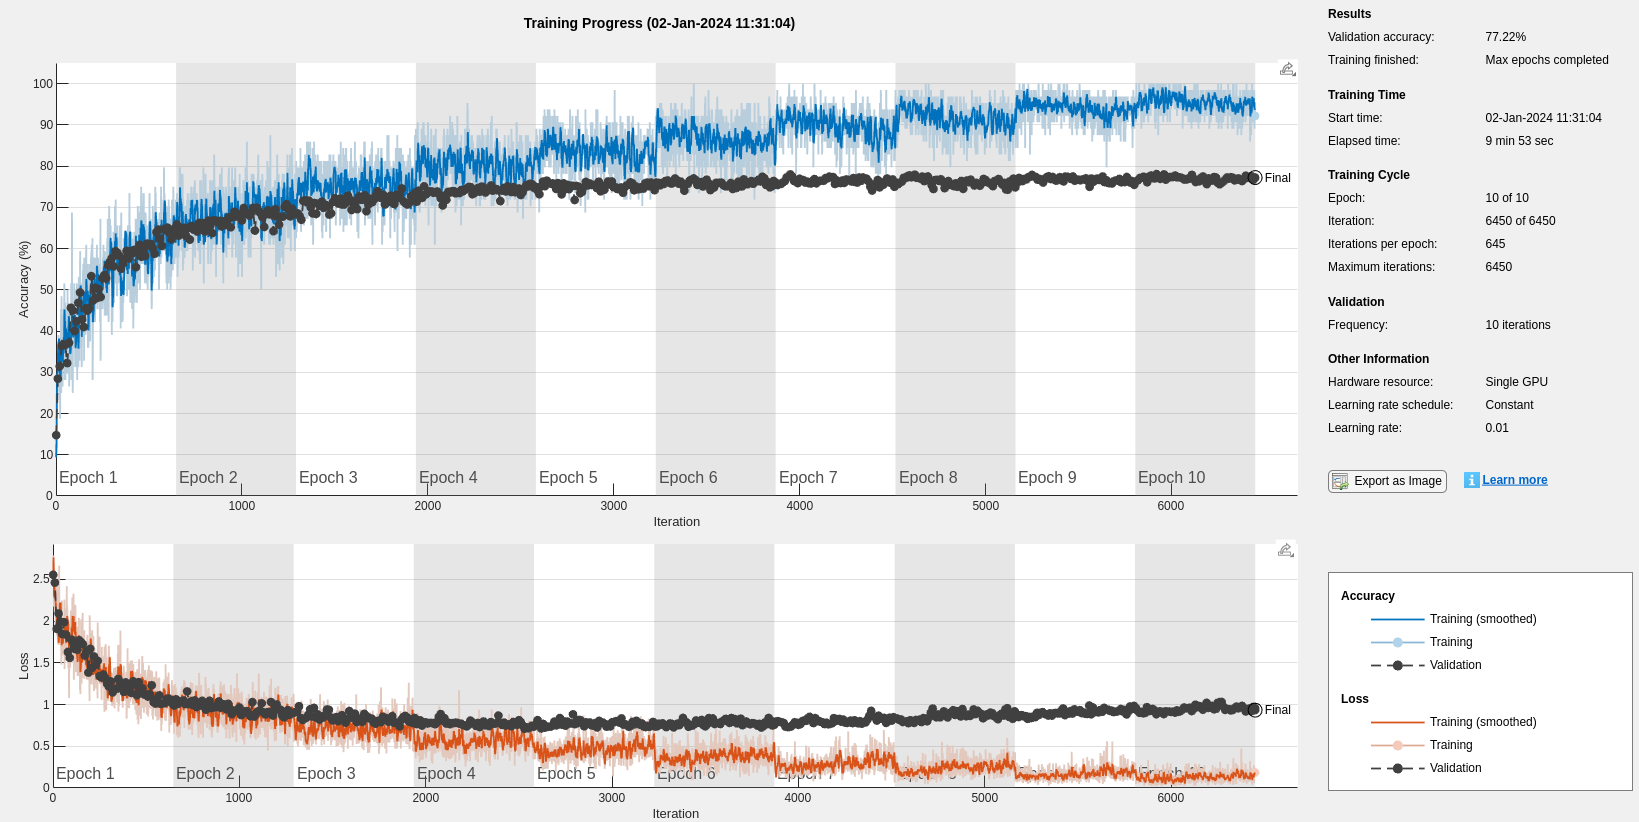 Training Progress (02-Jan-2024 11:31:04)
100
90
80
70
60
50
40
30
20
10
0
Accuracy (%)
Final
Epoch 1
Epoch 2
Epoch 3
Epoch 4
Epoch 5
Epoch 6
Epoch 7
Epoch 8
Epoch 9
Epoch 10
0
1000
2000
3000
4000
5000
6000
Iteration
2.5
2
1.5
1
0.5
0
Loss
Final
Epoch 1
Epoch 2
Epoch 3
Epoch 4
Epoch 5
Epoch 6
0
1000
2000
3000
4000
5000
6000
Iteration
Results
Validation accuracy: 77.22%
Training finished: Max epochs completed
Training Time
Start time: 02-Jan-2024 11:31:04
Elapsed time: 9 min 53 sec
Training Cycle
Epoch: 10 of 10
Iteration: 6450 of 6450
Iterations per epoch: 645
Maximum iterations: 6450
Validation
Frequency: 10 iterations
Other Information
Hardware resource: Single GPU
Learning rate schedule: Constant
Learning rate: 0.01
Export as Image
i Learn more
Accuracy
Training (smoothed)
Training
Validation
Loss
Training (smoothed)
Training
Validation